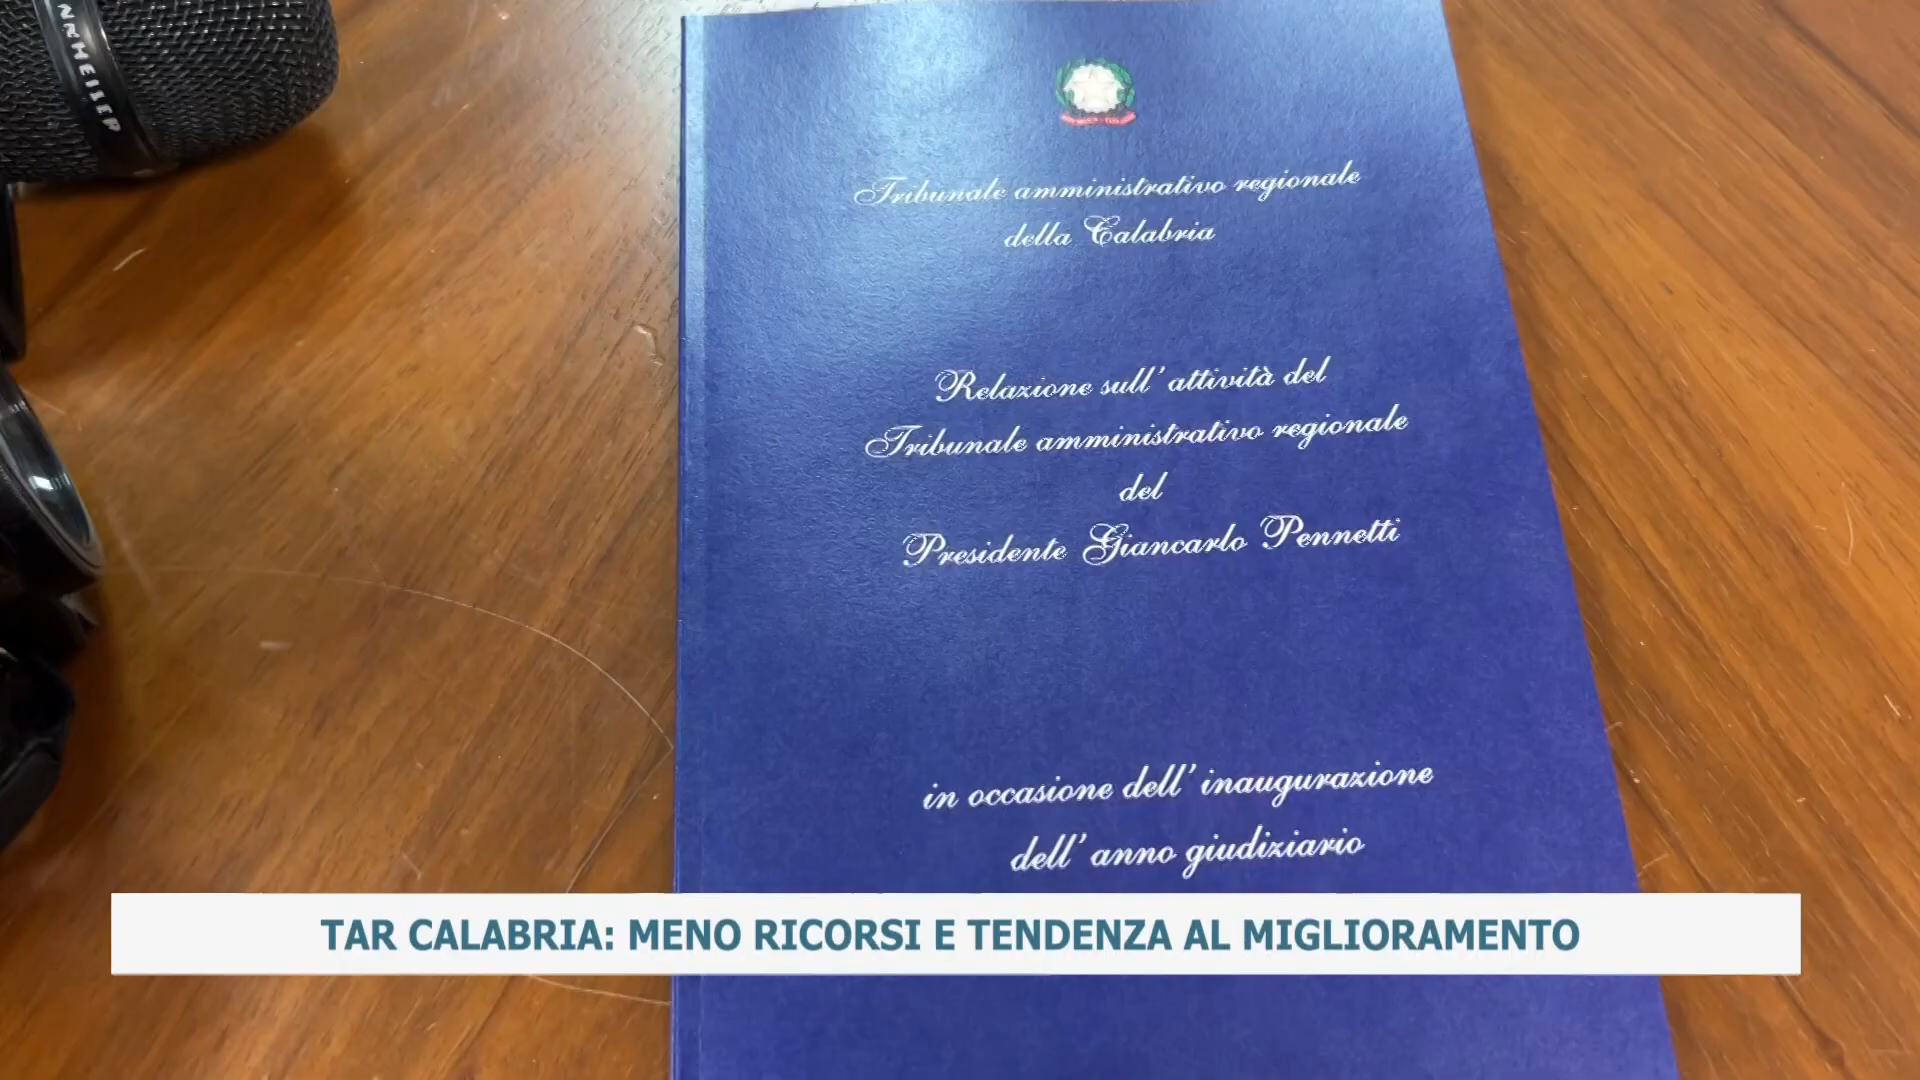 Tribunale amministrativo regionale
della Calabria
Relazione sull'attività del
Tribunale amministrativo regionale
del
Presidente Giancarlo Pennetti
in occasione dell'inaugurazione
dell'anno giudiziario
TAR CALABRIA: MENO RICORSI E TENDENZA AL MIGLIORAMENTO